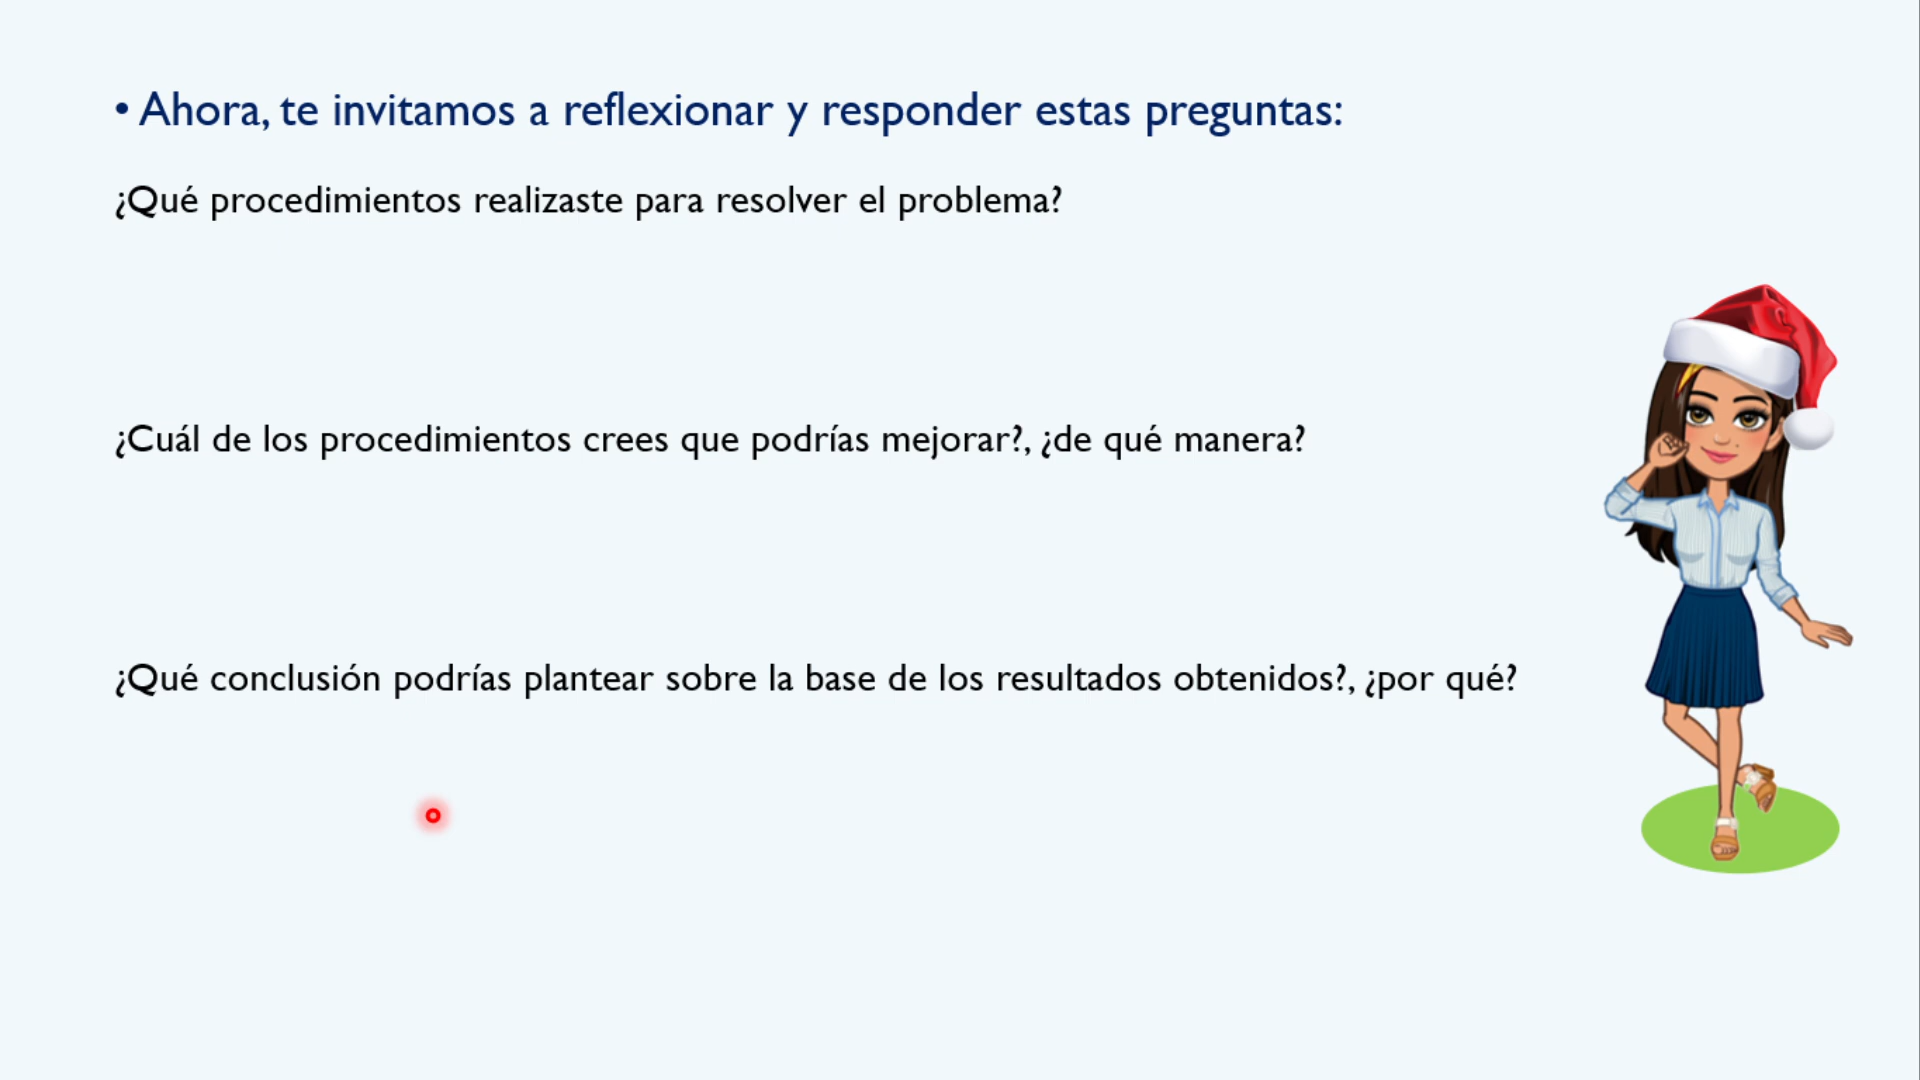 • Ahora, te invitamos a reflexionar y responder estas preguntas:
¿Qué procedimientos realizaste para resolver el problema?
¿Cuál de los procedimientos crees que podrías mejorar?, ¿de qué manera?
¿Qué conclusión podrías plantear sobre la base de los resultados obtenidos?, ¿por qué?